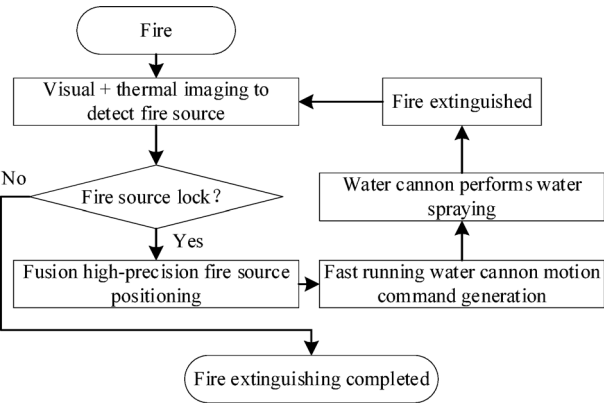 Fire
Visual + thermal imaging to
detect fire source
Fire extinguished
No
Fire source lock?
Water cannon performs water
spraying
Yes
Fusion high-precision fire source
positioning
Fast running water cannon motion
command generation
Fire extinguishing completed